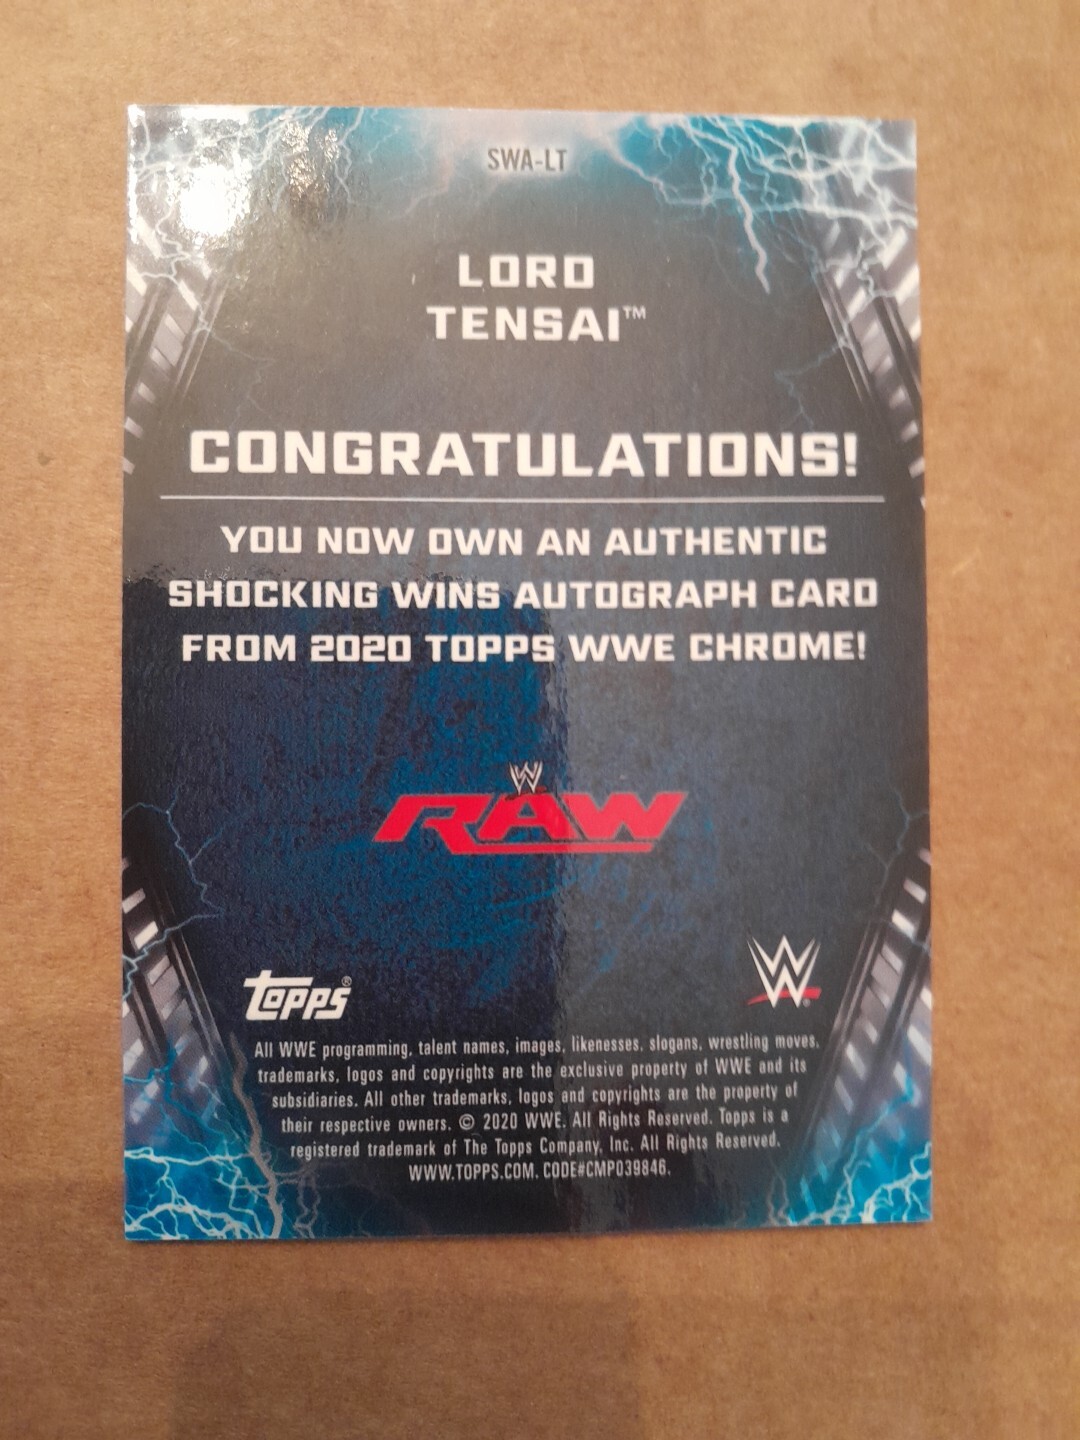 SWA-LT
LORD
TENSAI™
CONGRATULATIONS!
YOU NOW OWN AN AUTHENTIC
SHOCKING WINS AUTOGRAPH CARD
FROM 2020 TOPPS WWE CHROME!
W
RAW
topps®
W®
All WWE programming, talent names, images, likenesses, slogans, wrestling moves,
trademarks, logos and copyrights are the exclusive property of WWE and its
subsidiaries. All other trademarks, logos and copyrights are the property of
their respective owners. © 2020 WWE. All Rights Reserved. Topps is a
registered trademark of The Topps Company, Inc. All Rights Reserved.
WWW.TOPPS.COM. CODE#CMP039846.